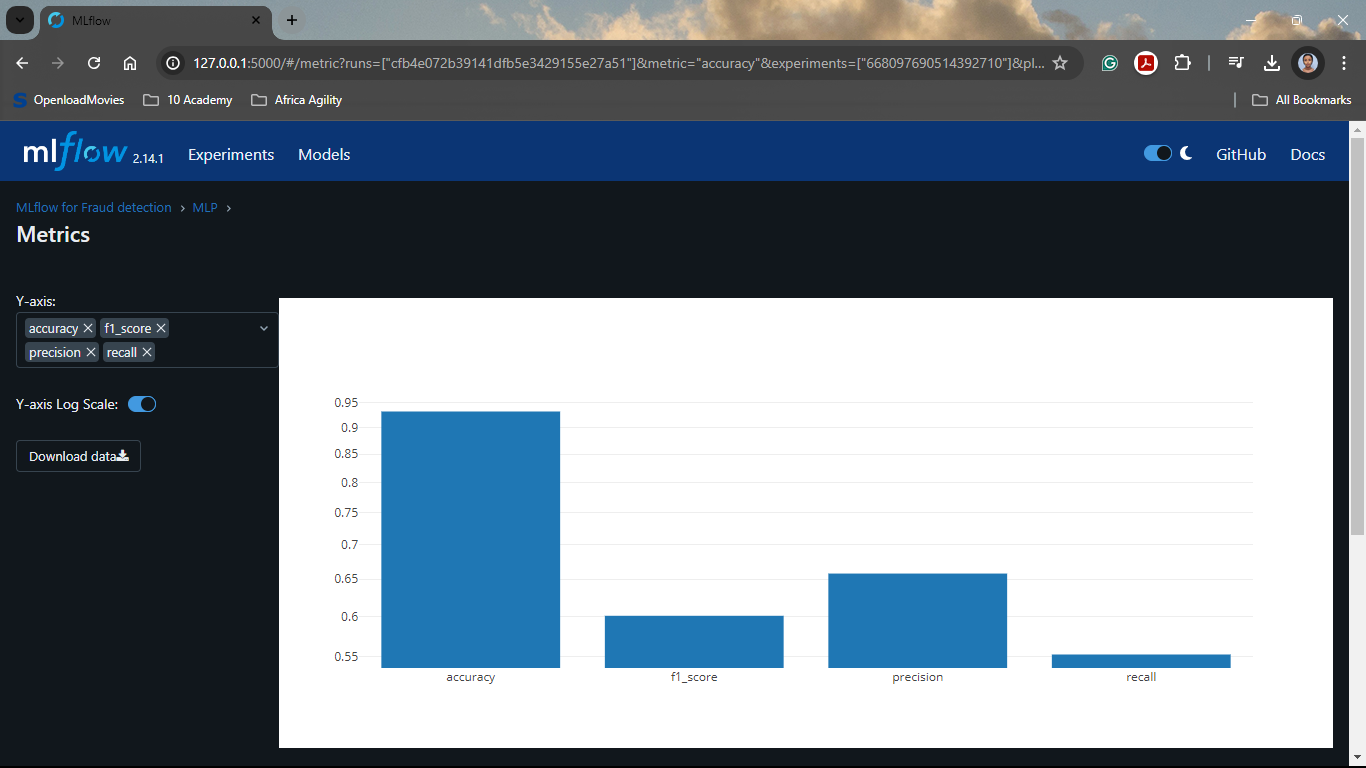 MLflow
127.0.0.1:5000/#/metric?runs=["cfb4e072b39141dfb5e3429155e27a51"]&metric="accuracy"&experiments=["668097690514392710"]&pl...
OpenloadMovies 10 Academy Africa Agility All Bookmarks
mlflow 2.14.1 Experiments Models GitHub Docs
MLflow for Fraud detection › MLP ›
Metrics
Y-axis:
accuracy f1_score
precision recall
Y-axis Log Scale:
Download data
0.95
0.9
0.85
0.8
0.75
0.7
0.65
0.6
0.55
accuracy f1_score precision recall